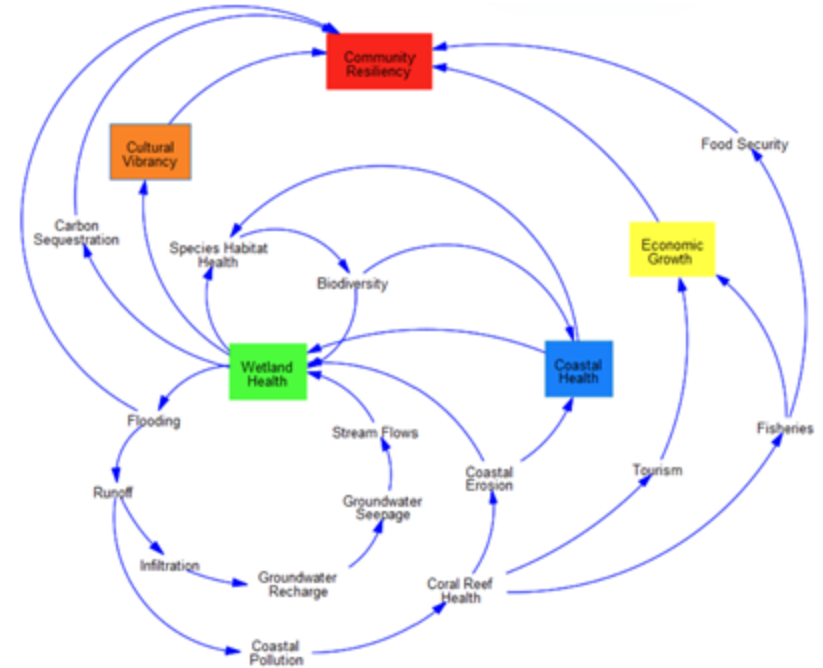 Community
Resiliency
Cultural
Vibrancy
Food Security
Carbon
Sequestration
Species Habitat
Health
Economic
Growth
Biodiversity
Wetland
Health
Coastal
Health
Flooding
Stream Flows
Fisheries
Coastal
Erosion
Tourism
Runoff
Groundwater
Seepage
Infiltration
Groundwater
Recharge
Coral Reef
Health
Coastal
Pollution